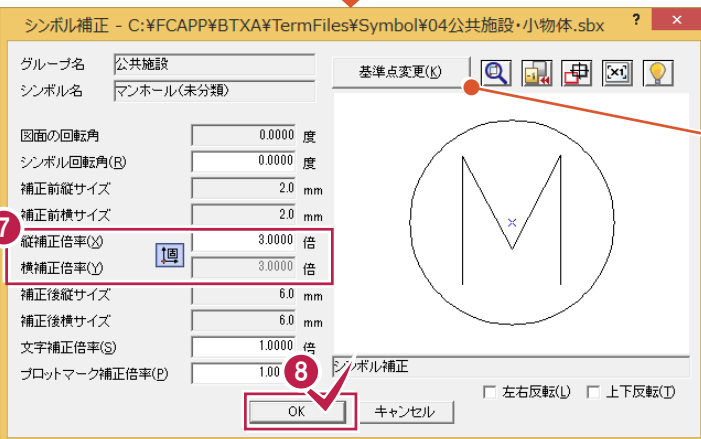 シンボル補正 - C:¥FCAPP¥BTXA¥TermFiles¥Symbol¥04公共施設・小物体.sbx ? ×
グループ名 公共施設
シンボル名 マンホール(未分類)
基準点変更(K)
図面の回転角 0.0000 度
シンボル回転角(R) 0.0000 度
補正前縦サイズ 2.0 mm
補正前横サイズ 2.0 mm
7
縦補正倍率(X) 3.0000 倍
固
横補正倍率(Y) 3.0000 倍
補正後縦サイズ 6.0 mm
補正後横サイズ 6.0 mm
文字補正倍率(S) 1.0000 倍
プロットマーク補正倍率(P) 1.00
8
M
シンボル補正
左右反転(L) 上下反転(T)
OK キャンセル